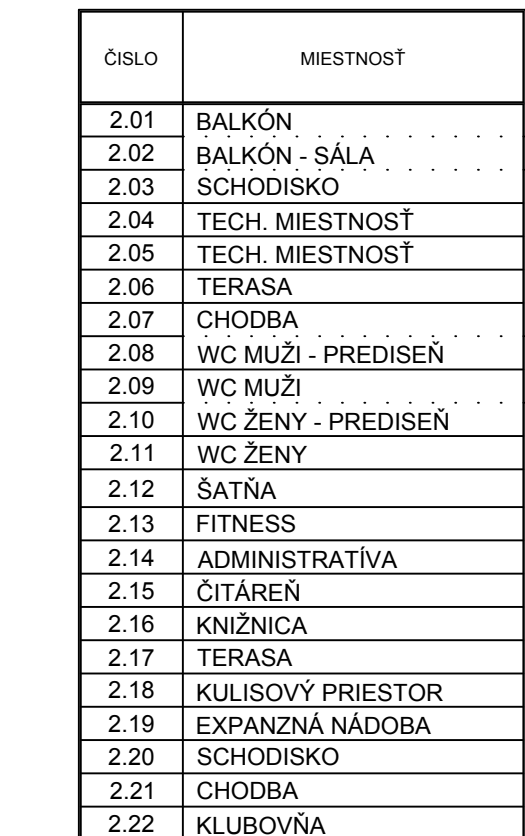 ČISLO MIESTNOSŤ
2.01 BALKÓN
2.02 BALKÓN - SÁLA
2.03 SCHODISKO
2.04 TECH. MIESTNOSŤ
2.05 TECH. MIESTNOSŤ
2.06 TERASA
2.07 CHODBA
2.08 WC MUŽI - PREDISEŇ
2.09 WC MUŽI
2.10 WC ŽENY - PREDISEŇ
2.11 WC ŽENY
2.12 ŠATŇA
2.13 FITNESS
2.14 ADMINISTRATÍVA
2.15 ČITÁREŇ
2.16 KNIŽNICA
2.17 TERASA
2.18 KULISOVÝ PRIESTOR
2.19 EXPANZNÁ NÁDOBA
2.20 SCHODISKO
2.21 CHODBA
2.22 KLUBOVŇA